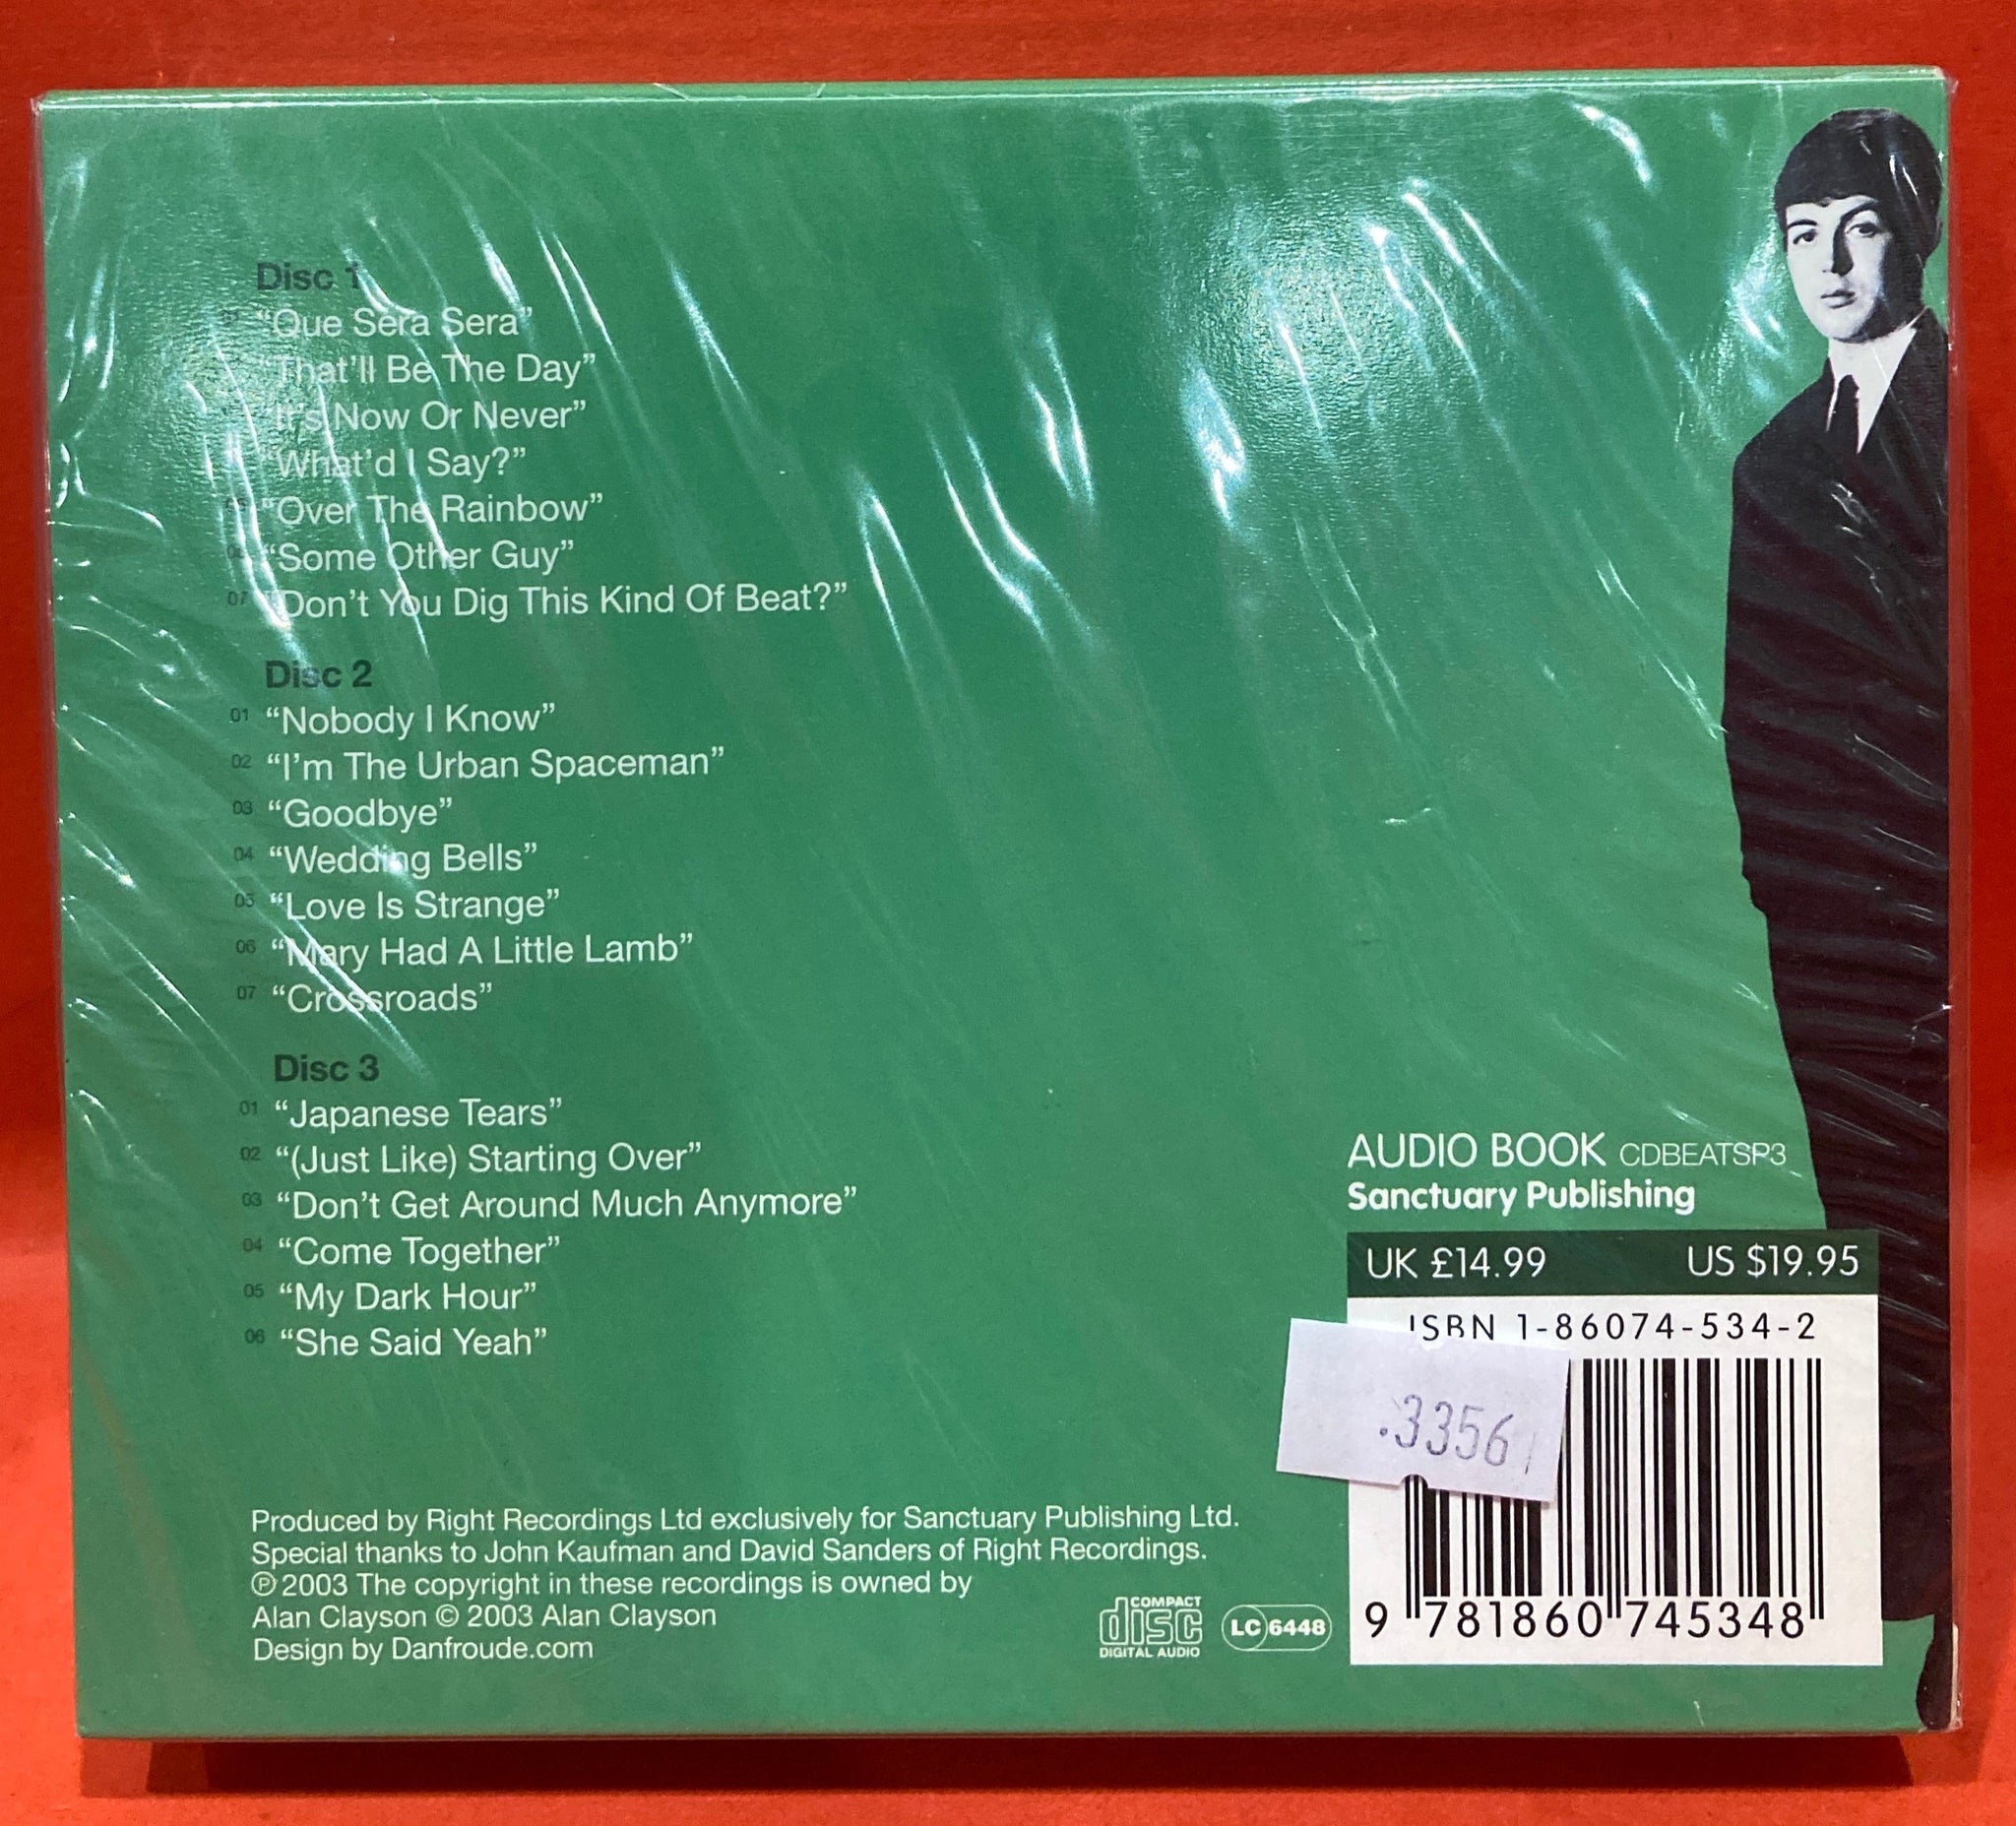 Disc 1
“Que Sera Sera”
“That’ll Be The Day”
“It’s Now Or Never”
“What’d I Say?”
“Over The Rainbow”
“Some Other Guy”
07 “Don’t You Dig This Kind Of Beat?”
Disc 2
01 “Nobody I Know”
02 “I’m The Urban Spaceman”
03 “Goodbye”
04 “Wedding Bells”
05 “Love Is Strange”
06 “Mary Had A Little Lamb”
07 “Crossroads”
Disc 3
01 “Japanese Tears”
02 “(Just Like) Starting Over”
03 “Don’t Get Around Much Anymore”
04 “Come Together”
05 “My Dark Hour”
06 “She Said Yeah”
AUDIO BOOK CDBEATSP3
Sanctuary Publishing
UK £14.99 US $19.95
ISBN 1-86074-534-2
.3356
9 781860 745348
Produced by Right Recordings Ltd exclusively for Sanctuary Publishing Ltd.
Special thanks to John Kaufman and David Sanders of Right Recordings.
℗ 2003 The copyright in these recordings is owned by
Alan Clayson © 2003 Alan Clayson
Design by Danfroude.com
COMPACT
disc
DIGITAL AUDIO
LC 6448